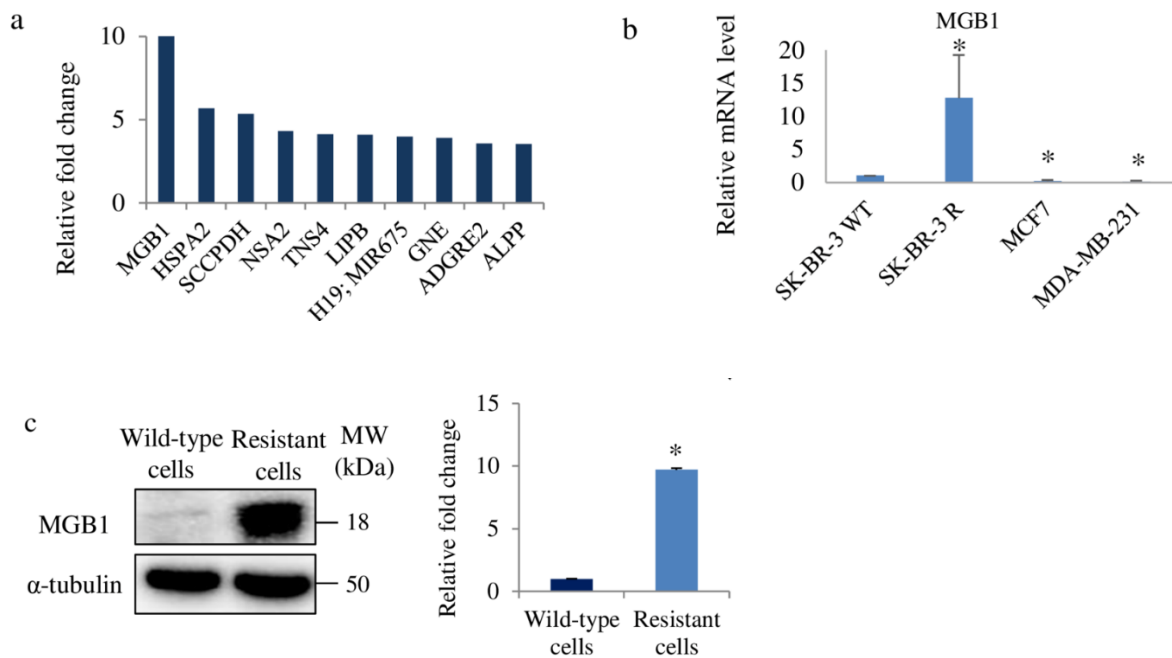 a
Relative fold change
10
5
0
MGB1
HSPA2
SCCPDH
NSA2
TNS4
LIPB
H19; MIR675
GNE
ADGRE2
ALPP
b
MGB1
Relative mRNA level
20
15
10
5
0
*
*
*
SK-BR-3 WT
SK-BR-3 R
MCF7
MDA-MB-231
c
Wild-type
cells
Resistant
cells
MW
(kDa)
MGB1
18
α-tubulin
50
Relative fold change
15
10
5
0
*
Wild-type
cells
Resistant
cells